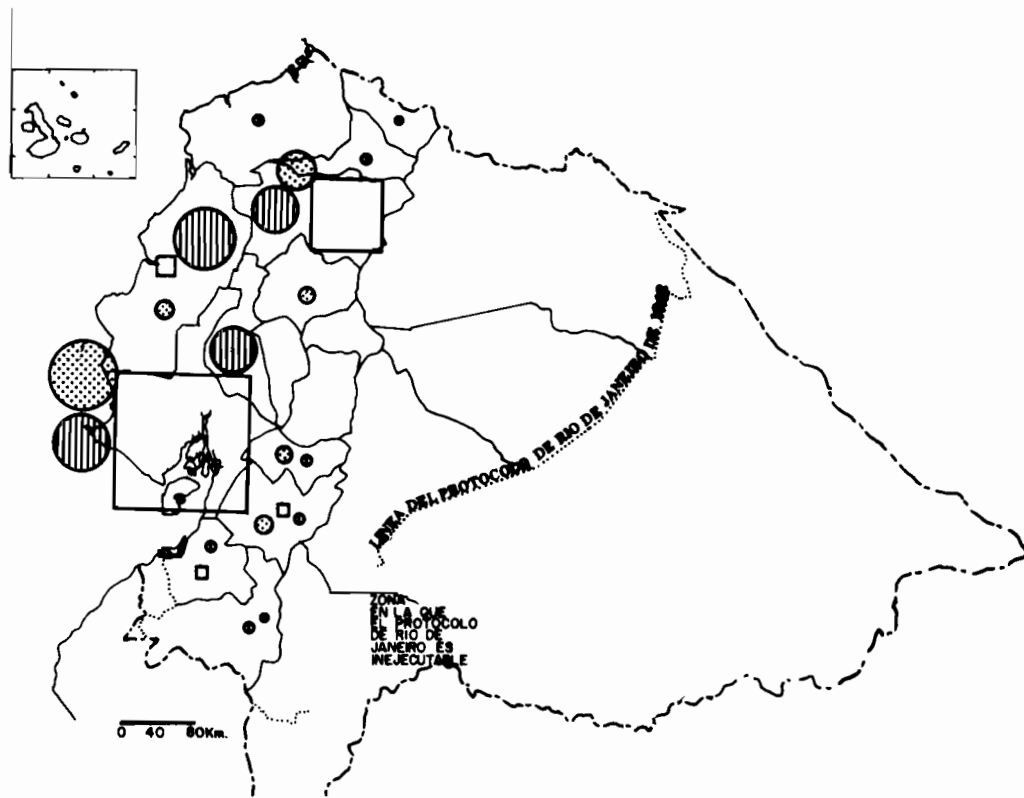 LINEA DEL PROTOCOLO DE RIO DE JANEIRO DE 1942
ZONA
EN LA QUE
EL PROTOCOLO
DE RIO DE
JANEIRO ES
INEJECUTABLE
0 40 80Km.